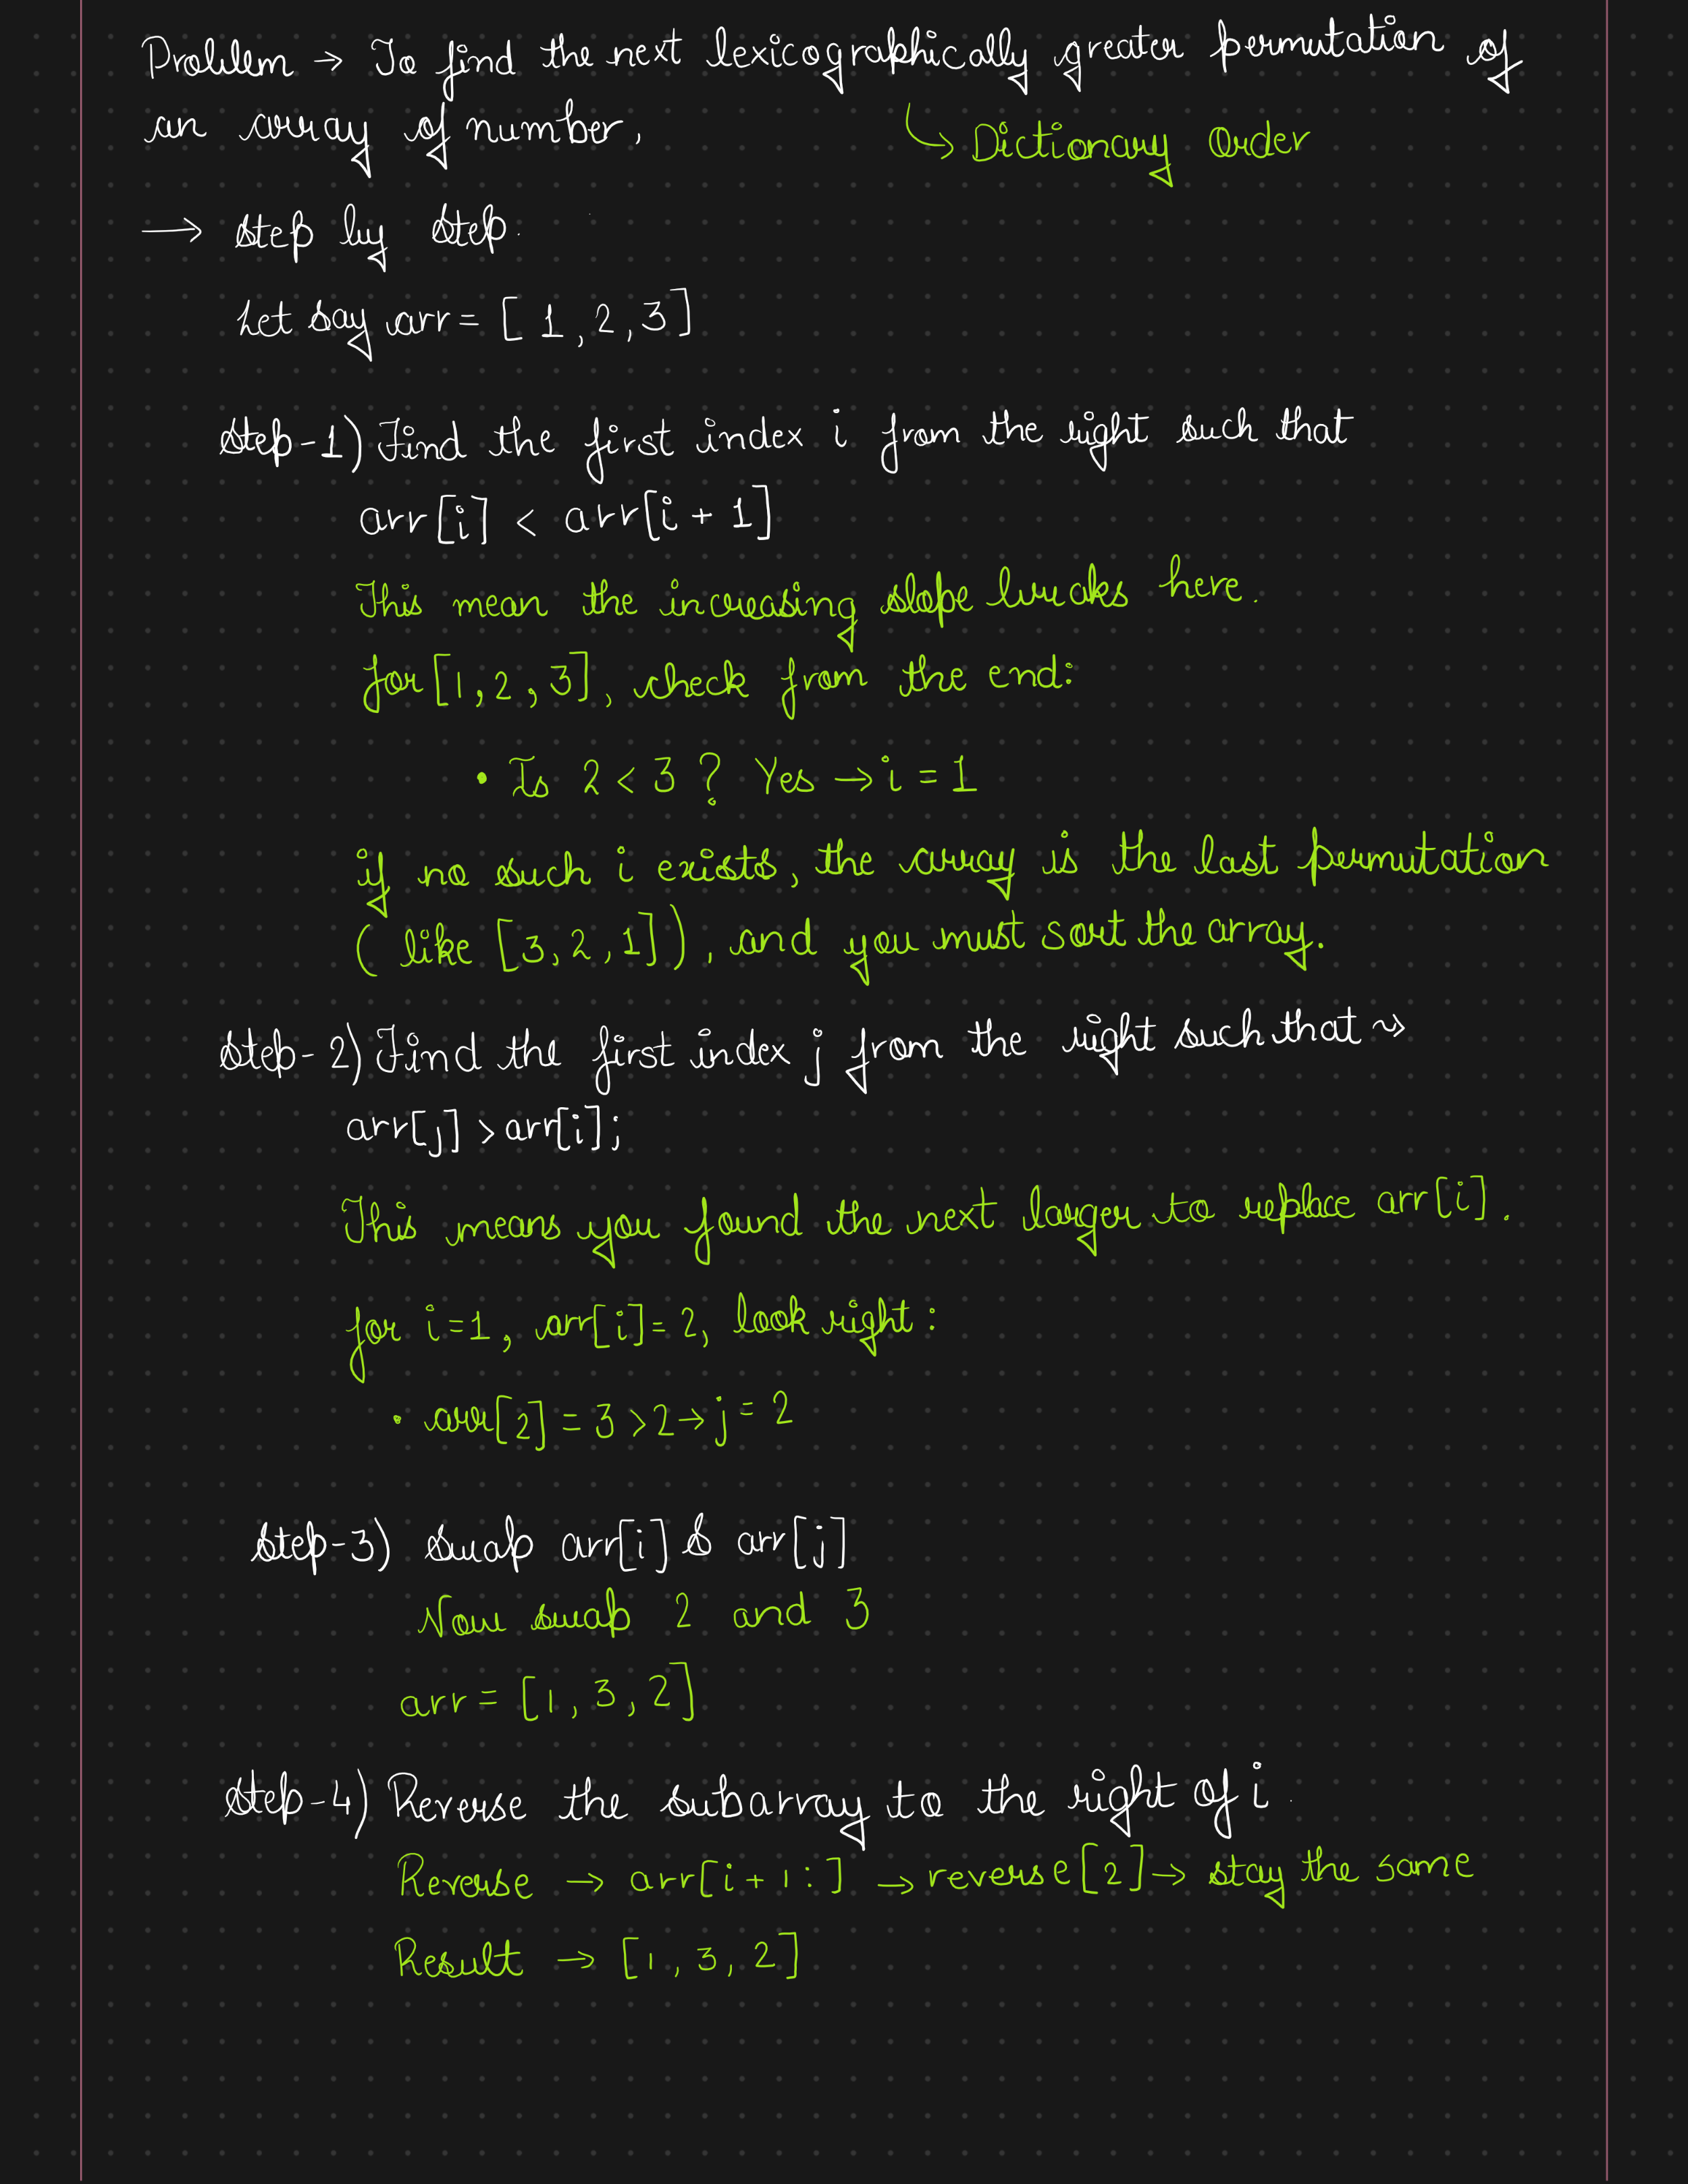 Problem → To find the next lexicographically greater permutation of
an array of number.
↳ Dictionary Order
→ Step by Step.
Let say arr = [ 1, 2, 3]
Step-1) Find the first index i from the right such that
arr[i] < arr[i + 1]
This mean the increasing slope breaks here.
for [1, 2, 3], check from the end:
• Is 2 < 3 ? Yes → i = 1
if no such i exists, the array is the last permutation
( like [3, 2, 1]), and you must sort the array.
Step-2) Find the first index j from the right such that ⤳
arr[j] > arr[i];
This means you found the next larger to replace arr[i].
for i=1, arr[i]= 2, look right:
• arr[2] = 3 > 2 → j = 2
Step-3) Swap arr[i] & arr[j]
Now swap 2 and 3
arr = [1, 3, 2]
Step-4) Reverse the subarray to the right of i.
Reverse → arr[i + 1:] → reverse[2] → stay the same
Result → [1, 3, 2]